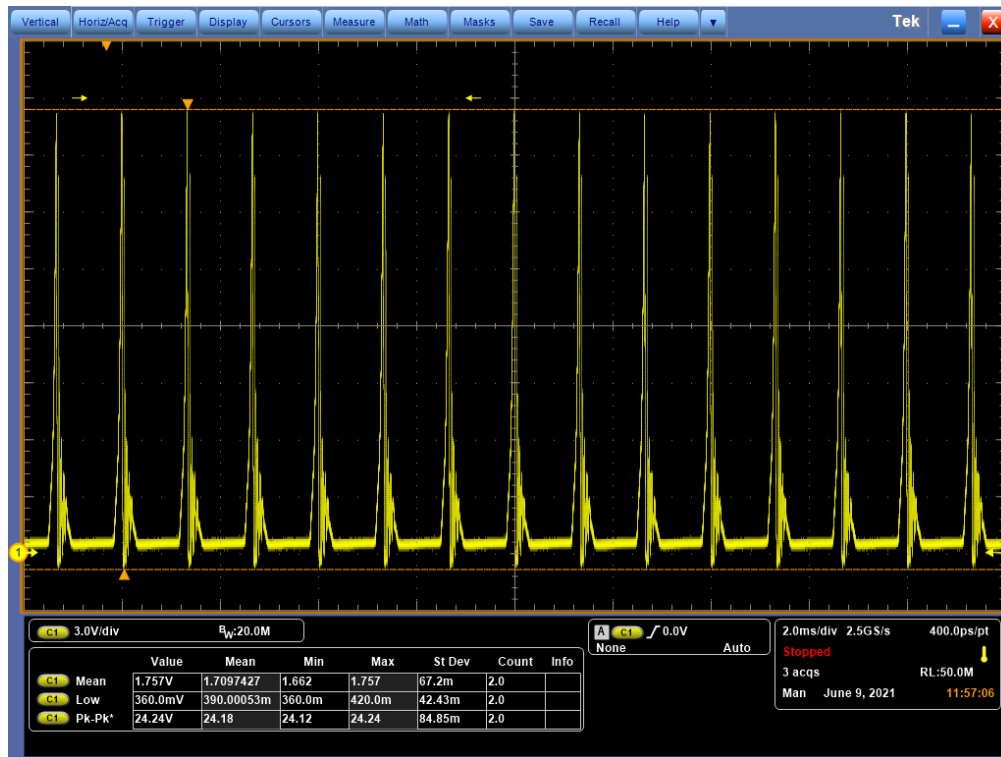 Vertical Horiz/Acq Trigger Display Cursors Measure Math Masks Save Recall Help Tek X
1
C1 3.0V/div BW:20.0M
A C1 0.0V
None Auto
2.0ms/div 2.5GS/s 400.0ps/pt
Stopped
3 acqs RL:50.0M
Man June 9, 2021 11:57:06
Value Mean Min Max St Dev Count Info
C1 Mean 1.757V 1.7097427 1.662 1.757 67.2m 2.0
C1 Low 360.0mV 390.00053m 360.0m 420.0m 42.43m 2.0
C1 Pk-Pk* 24.24V 24.18 24.12 24.24 84.85m 2.0